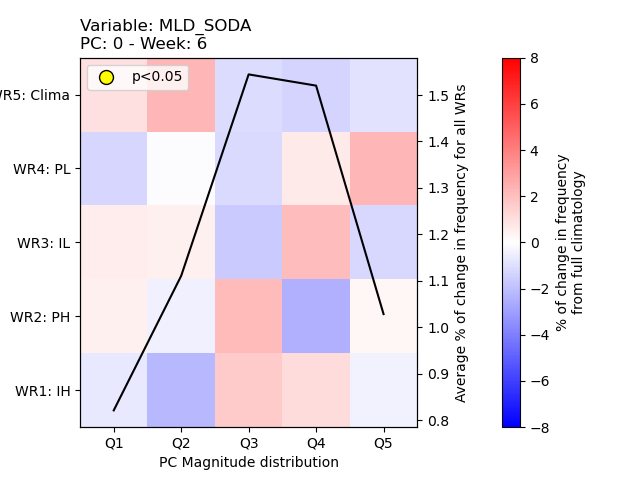 Variable: MLD_SODA
PC: 0 - Week: 6
p<0.05
WR5: Clima
WR4: PL
WR3: IL
WR2: PH
WR1: IH
Q1 Q2 Q3 Q4 Q5
PC Magnitude distribution
1.5
1.4
1.3
1.2
1.1
1.0
0.9
0.8
Average % of change in frequency for all WRs
8
6
4
2
0
−2
−4
−6
−8
% of change in frequency
from full climatology